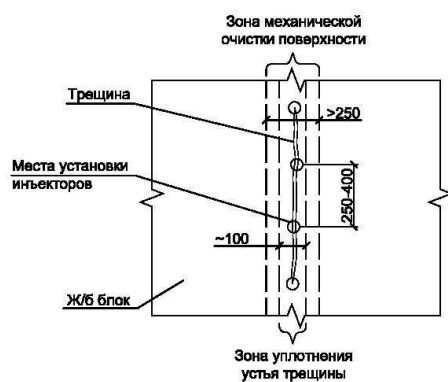 Зона механической
очистки поверхности
Трещина
>250
Места установки
инъекторов
250-400
~100
Ж/б блок
Зона уплотнения
устья трещины